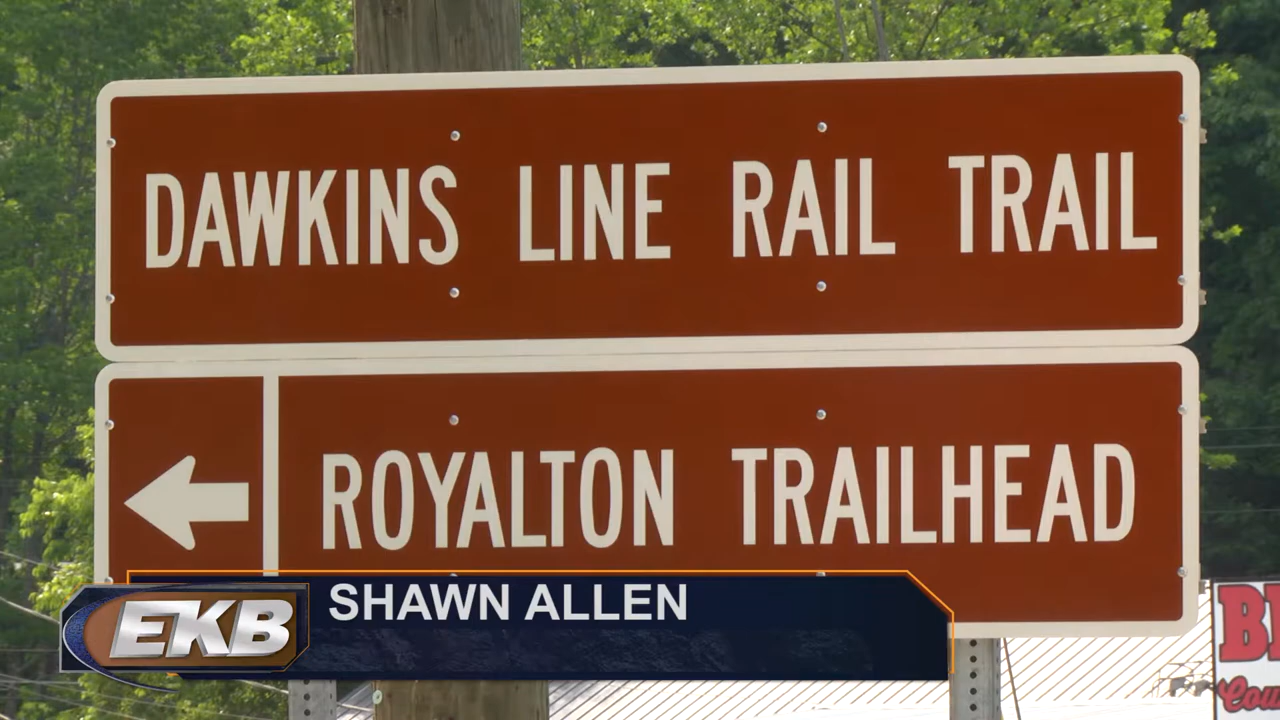 DAWKINS LINE RAIL TRAIL
ROYALTON TRAILHEAD
EKB
SHAWN ALLEN